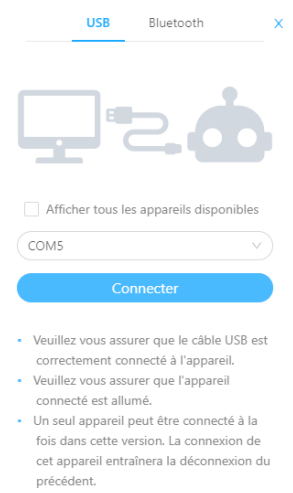 USB Bluetooth X
Afficher tous les appareils disponibles
COM5
Connecter
• Veuillez vous assurer que le câble USB est
correctement connecté à l'appareil.
• Veuillez vous assurer que l'appareil
connecté est allumé.
• Un seul appareil peut être connecté à la
fois dans cette version. La connexion de
cet appareil entraînera la déconnexion du
précédent.